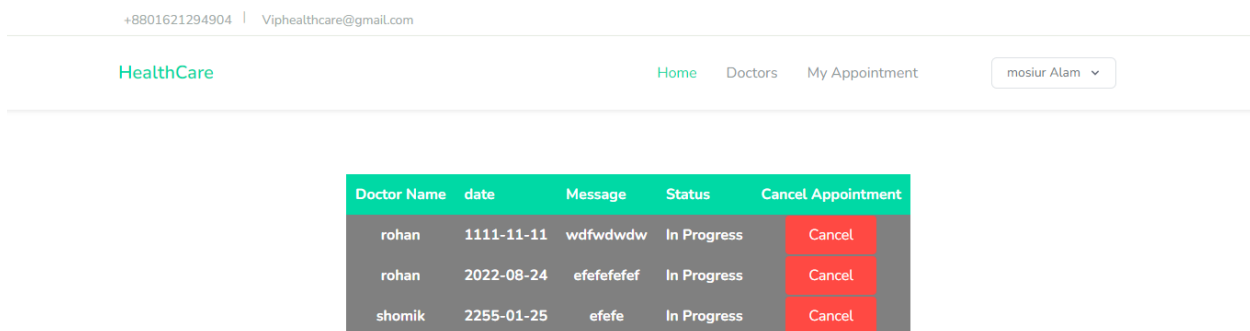 +8801621294904 | Viphealthcare@gmail.com
HealthCare Home Doctors My Appointment mosiur Alam
Doctor Name date Message Status Cancel Appointment
rohan 1111-11-11 wdfwdwdw In Progress Cancel
rohan 2022-08-24 efefefefef In Progress Cancel
shomik 2255-01-25 efefe In Progress Cancel